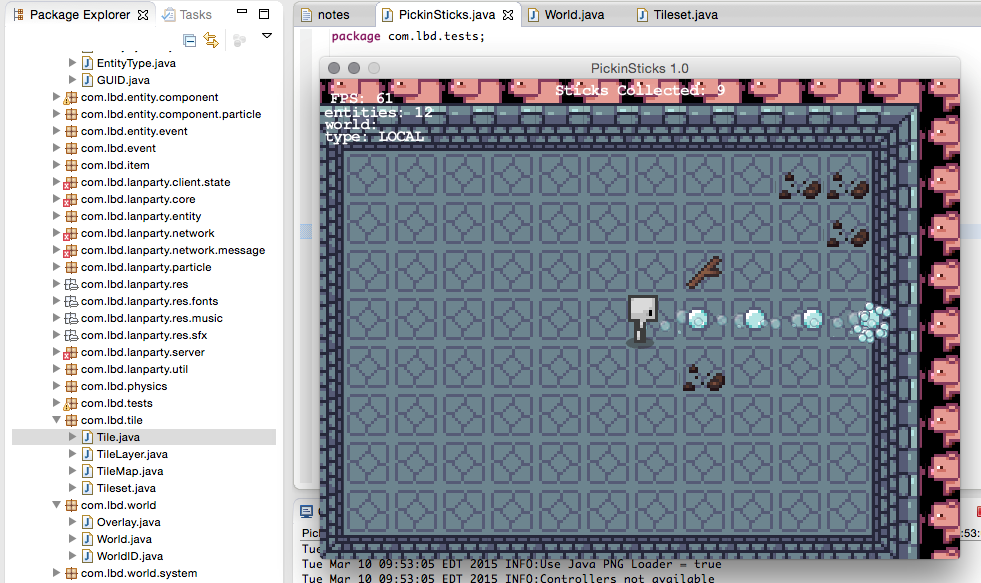 Package Explorer
Tasks
EntityType.java
GUID.java
com.lbd.entity.component
com.lbd.entity.component.particle
com.lbd.entity.event
com.lbd.event
com.lbd.item
com.lbd.lanparty.client.state
com.lbd.lanparty.core
com.lbd.lanparty.entity
com.lbd.lanparty.network
com.lbd.lanparty.network.message
com.lbd.lanparty.particle
com.lbd.lanparty.res
com.lbd.lanparty.res.fonts
com.lbd.lanparty.res.music
com.lbd.lanparty.res.sfx
com.lbd.lanparty.server
com.lbd.lanparty.util
com.lbd.physics
com.lbd.tests
com.lbd.tile
Tile.java
TileLayer.java
TileMap.java
Tileset.java
com.lbd.world
Overlay.java
World.java
WorldID.java
com.lbd.world.system
notes
PickinSticks.java
World.java
Tileset.java
package com.lbd.tests;
PickinSticks 1.0
Sticks Collected: 9
FPS: 61
entities: 12
world:
type: LOCAL
:53:
Tue
Tue Mar 10 09:53:05 EDT 2015 INFO:Use Java PNG Loader = true
Tue Mar 10 09:53:05 EDT 2015 INFO:Controllers not available